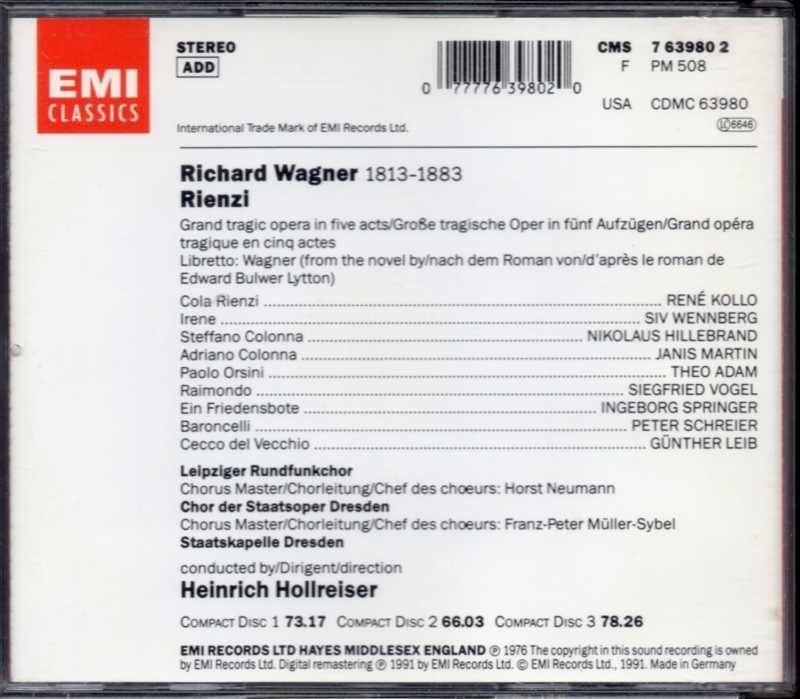 EMI
CLASSICS
STEREO
ADD
0 77776 39802 0
CMS 7 63980 2
F PM 508
USA CDMC 63980
LC 6646
International Trade Mark of EMI Records Ltd.
Richard Wagner 1813-1883
Rienzi
Grand tragic opera in five acts/Große tragische Oper in fünf Aufzügen/Grand opéra
tragique en cinq actes
Libretto: Wagner (from the novel by/nach dem Roman von/d'après le roman de
Edward Bulwer Lytton)
Cola Rienzi ........ RENÉ KOLLO
Irene ........ SIV WENNBERG
Steffano Colonna ........ NIKOLAUS HILLEBRAND
Adriano Colonna ........ JANIS MARTIN
Paolo Orsini ........ THEO ADAM
Raimondo ........ SIEGFRIED VOGEL
Ein Friedensbote ........ INGEBORG SPRINGER
Baroncelli ........ PETER SCHREIER
Cecco del Vecchio ........ GÜNTHER LEIB
Leipziger Rundfunkchor
Chorus Master/Chorleitung/Chef des chœurs: Horst Neumann
Chor der Staatsoper Dresden
Chorus Master/Chorleitung/Chef des chœurs: Franz-Peter Müller-Sybel
Staatskapelle Dresden
conducted by/Dirigent/direction
Heinrich Hollreiser
COMPACT DISC 1 73.17 COMPACT DISC 2 66.03 COMPACT DISC 3 78.26
EMI RECORDS LTD HAYES MIDDLESEX ENGLAND ℗ 1976 The copyright in this sound recording is owned
by EMI Records Ltd. Digital remastering ℗ 1991 by EMI Records Ltd. © EMI Records Ltd., 1991. Made in Germany